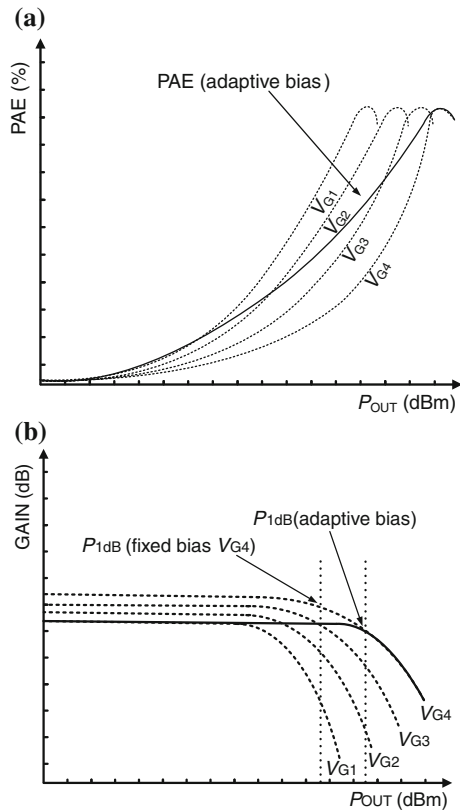 (a)
PAE (%)
PAE (adaptive bias)
VG1
VG2
VG3
VG4
POUT (dBm)
(b)
GAIN (dB)
P1dB(adaptive bias)
P1dB (fixed bias VG4)
VG4
VG3
VG2
VG1
POUT (dBm)